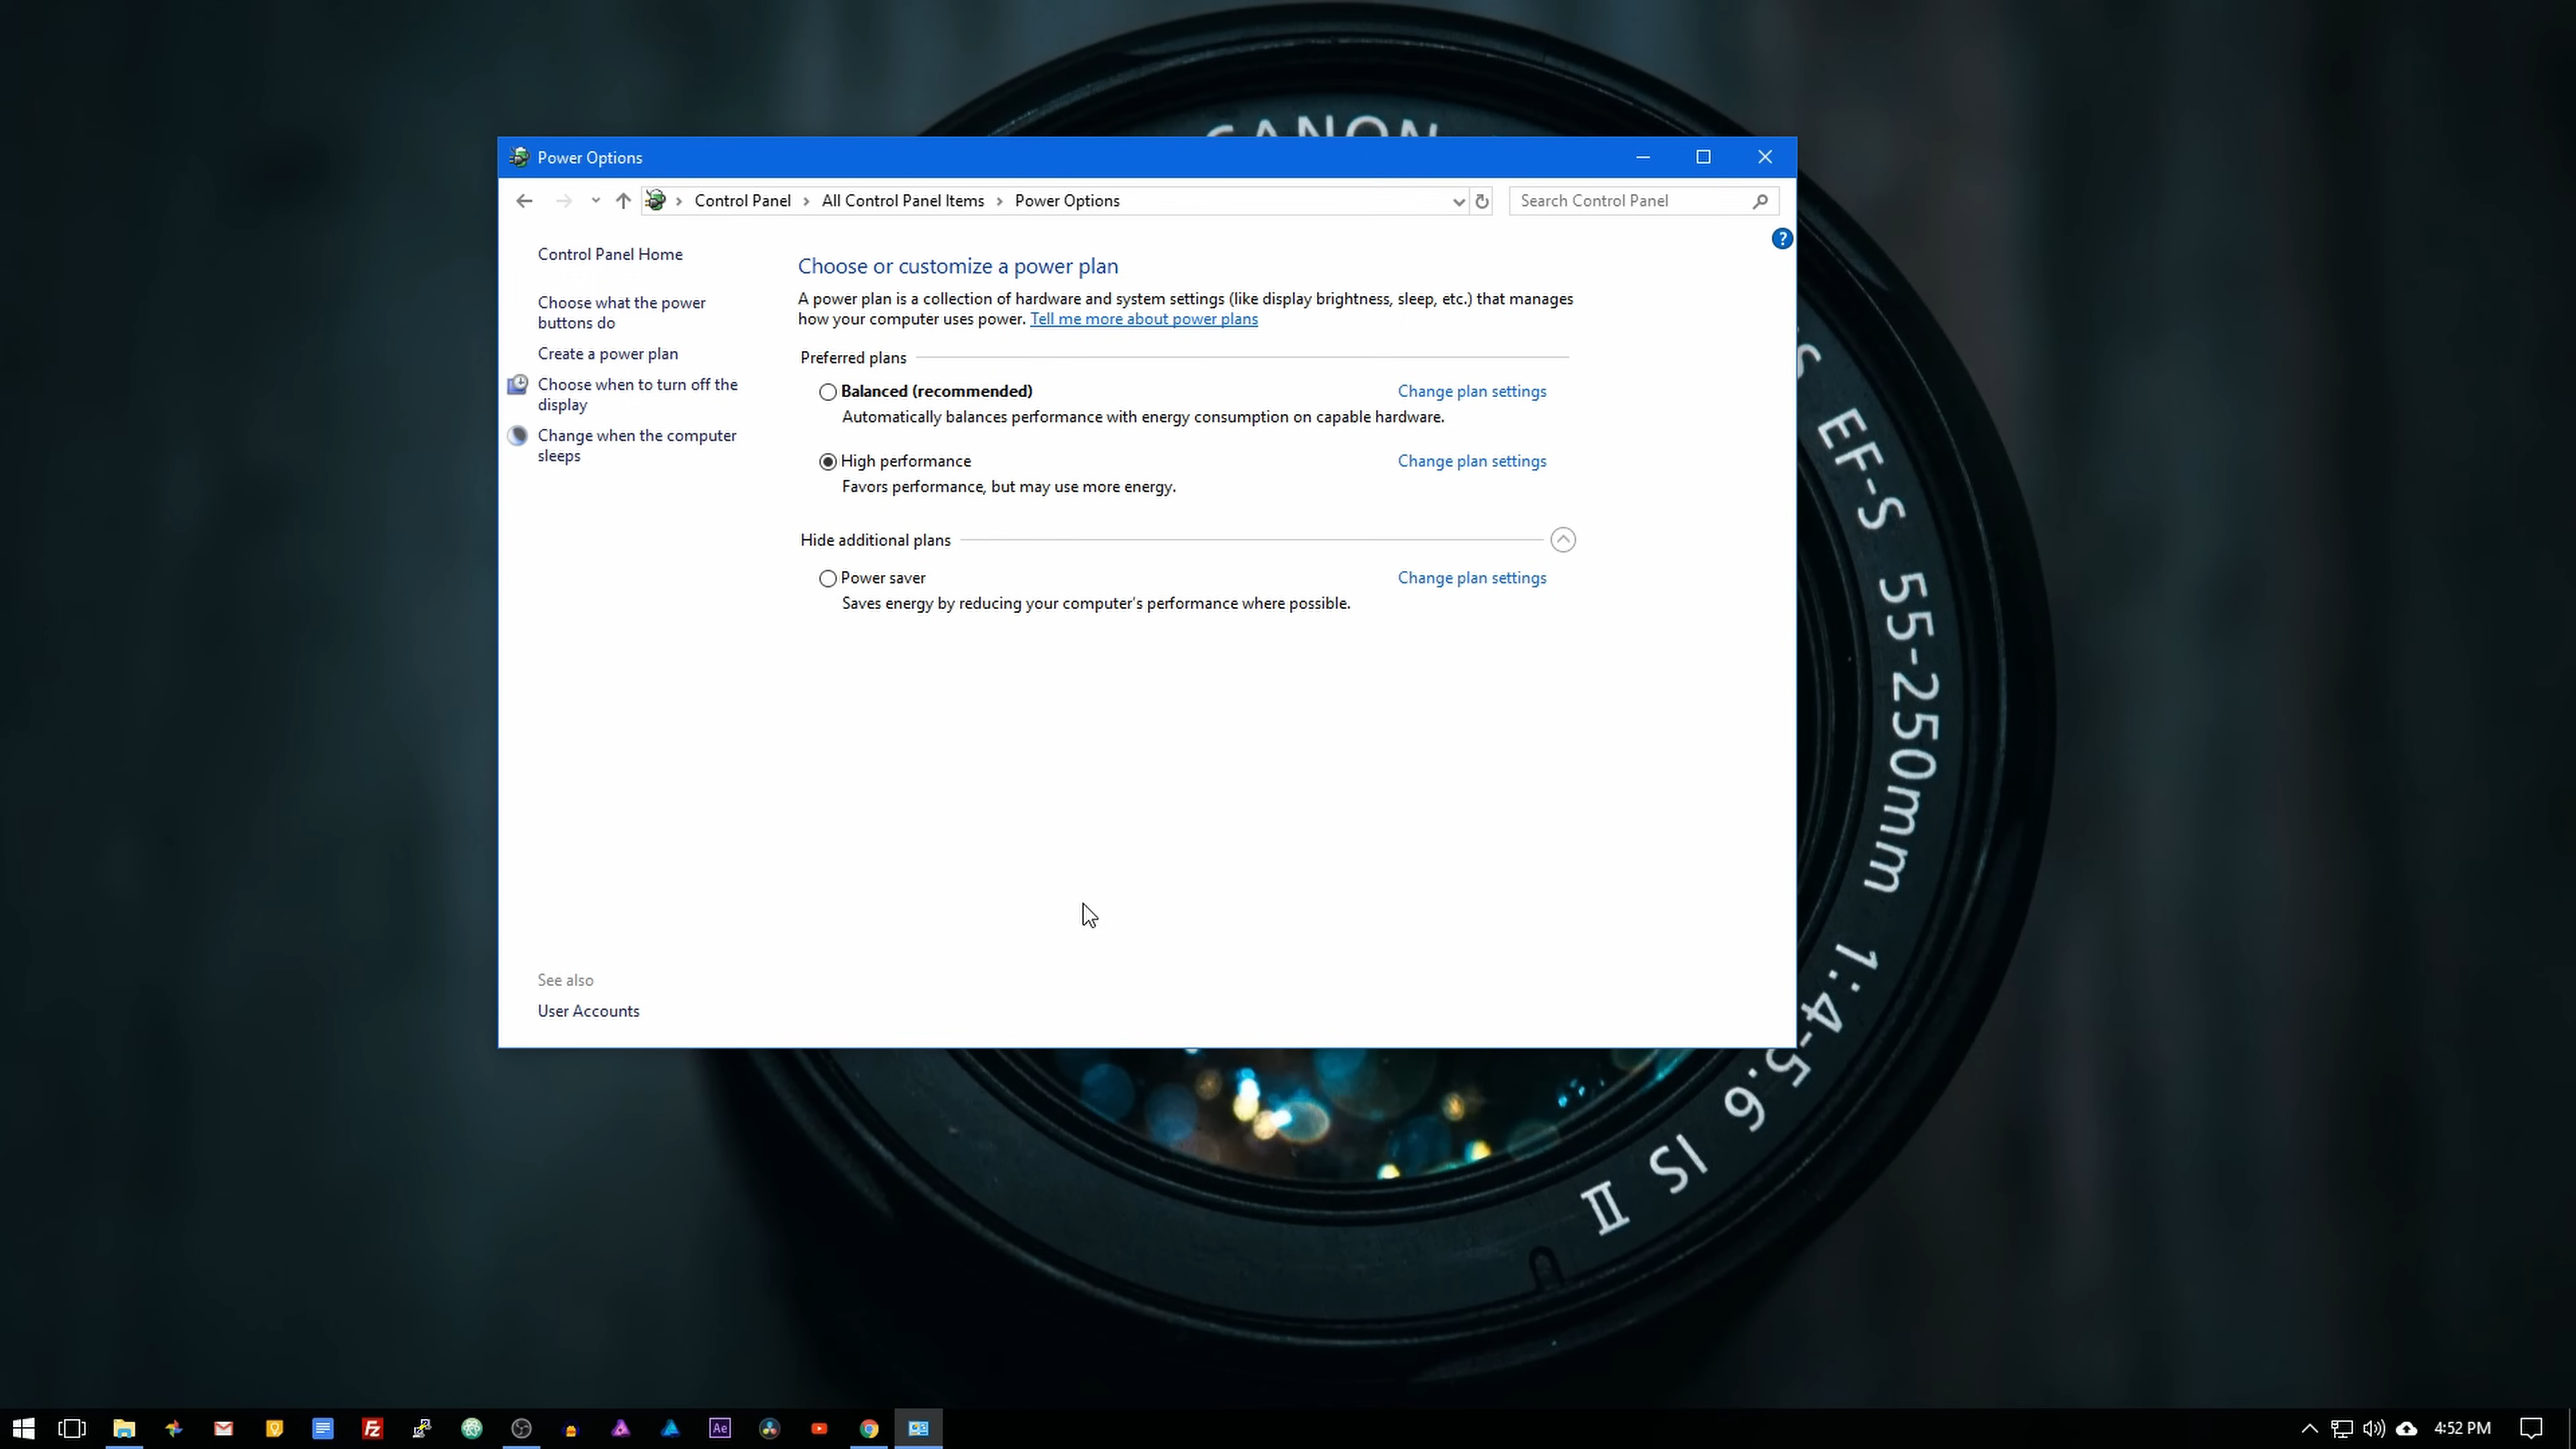 CANON
Power Options
Control Panel
All Control Panel Items
Power Options
Search Control Panel
?
Control Panel Home
Choose what the power
buttons do
Create a power plan
Choose when to turn off the
display
Change when the computer
sleeps
Choose or customize a power plan
A power plan is a collection of hardware and system settings (like display brightness, sleep, etc.) that manages
how your computer uses power. Tell me more about power plans
Preferred plans
Balanced (recommended)
Change plan settings
Automatically balances performance with energy consumption on capable hardware.
High performance
Change plan settings
Favors performance, but may use more energy.
Hide additional plans
Power saver
Change plan settings
Saves energy by reducing your computer's performance where possible.
See also
User Accounts
S EF-S 55-250mm 1:4-5.6 IS II
Fz
Ae
4:52 PM